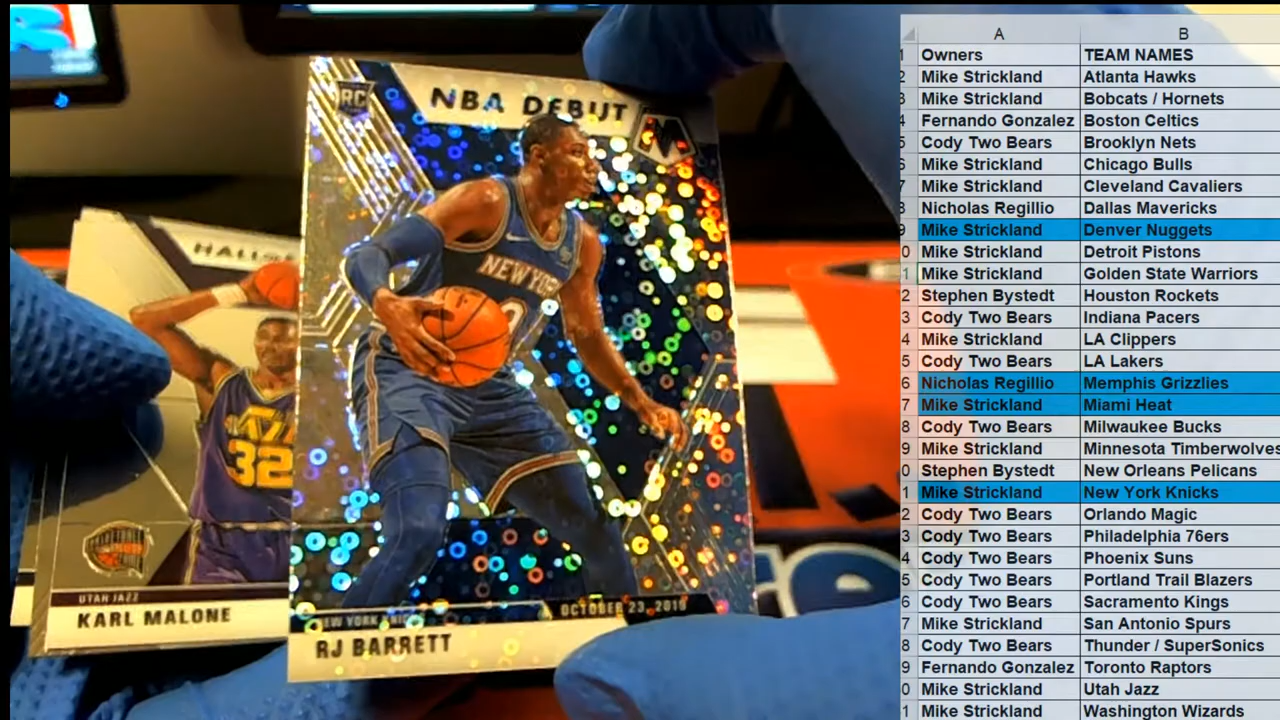 RC
NBA DEBUT
HALL
NEW YO
32
BASKETBALL
UTAH JAZZ
KARL MALONE
OCTOBER 23, 2019
RJ BARRETT
A B
Owners TEAM NAMES
Mike Strickland Atlanta Hawks
Mike Strickland Bobcats / Hornets
Fernando Gonzalez Boston Celtics
Cody Two Bears Brooklyn Nets
Mike Strickland Chicago Bulls
Mike Strickland Cleveland Cavaliers
Nicholas Regillio Dallas Mavericks
Mike Strickland Denver Nuggets
Mike Strickland Detroit Pistons
Mike Strickland Golden State Warriors
Stephen Bystedt Houston Rockets
Cody Two Bears Indiana Pacers
Mike Strickland LA Clippers
Cody Two Bears LA Lakers
Nicholas Regillio Memphis Grizzlies
Mike Strickland Miami Heat
Cody Two Bears Milwaukee Bucks
Mike Strickland Minnesota Timberwolves
Stephen Bystedt New Orleans Pelicans
Mike Strickland New York Knicks
Cody Two Bears Orlando Magic
Cody Two Bears Philadelphia 76ers
Cody Two Bears Phoenix Suns
Cody Two Bears Portland Trail Blazers
Cody Two Bears Sacramento Kings
Mike Strickland San Antonio Spurs
Cody Two Bears Thunder / SuperSonics
Fernando Gonzalez Toronto Raptors
Mike Strickland Utah Jazz
Mike Strickland Washington Wizards